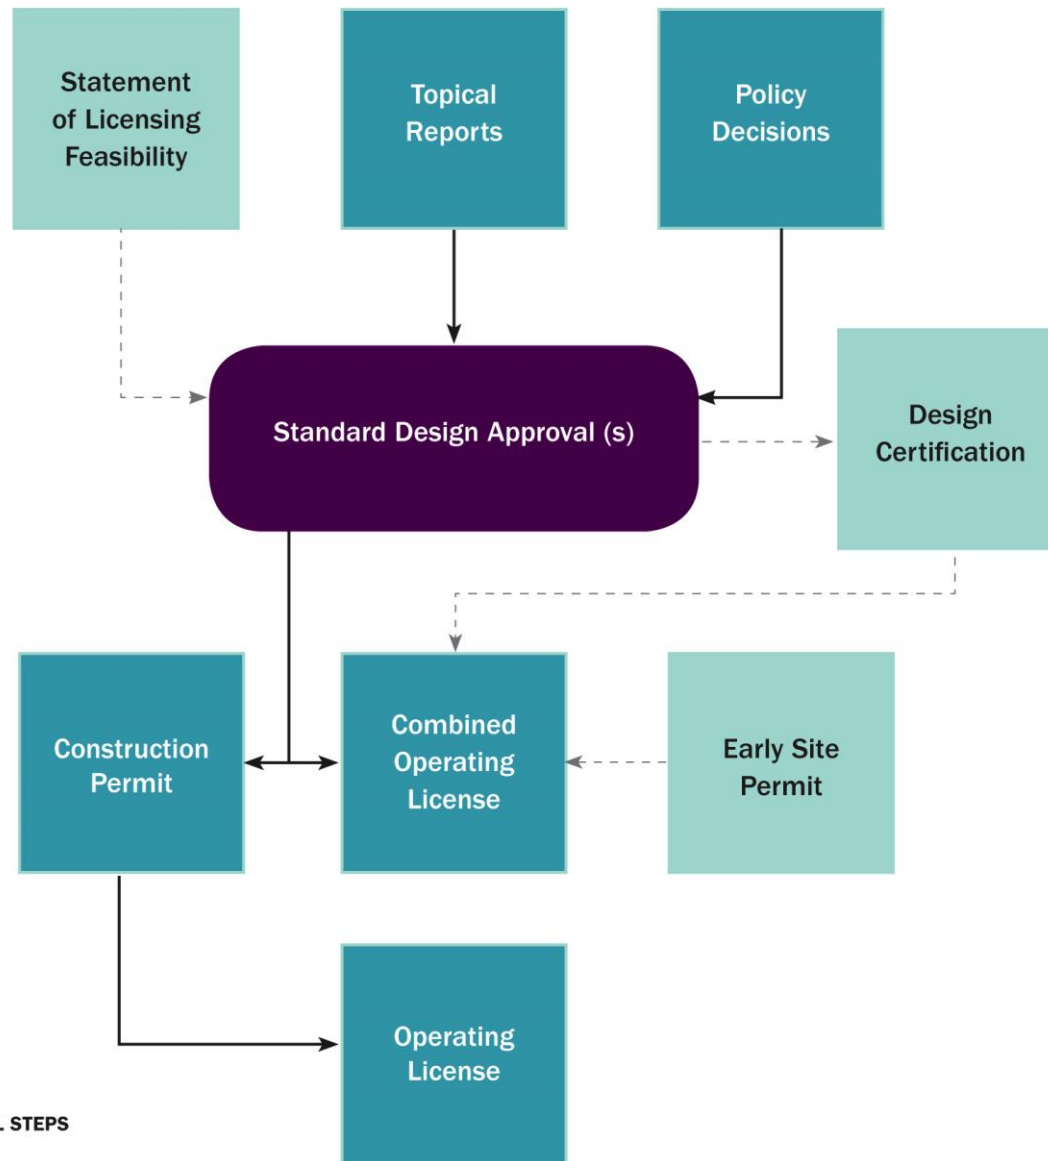 Statement
of Licensing
Feasibility
Topical
Reports
Policy
Decisions
Standard Design Approval (s)
Design
Certification
Construction
Permit
Combined
Operating
License
Early Site
Permit
Operating
License
STEPS